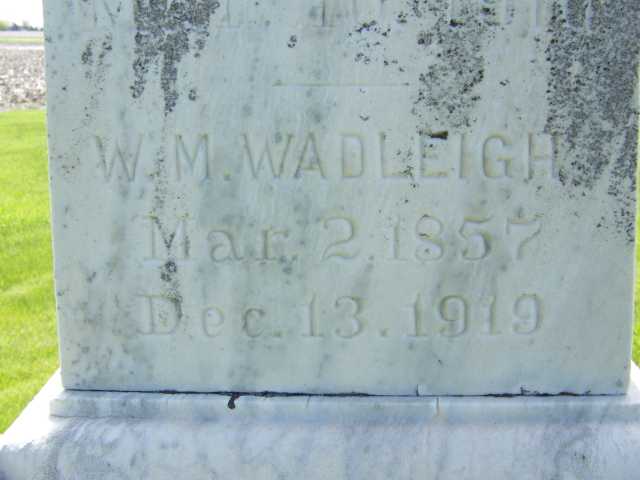 W. M. WADLEIGH
Mar. 2. 1857
Dec. 13. 1919